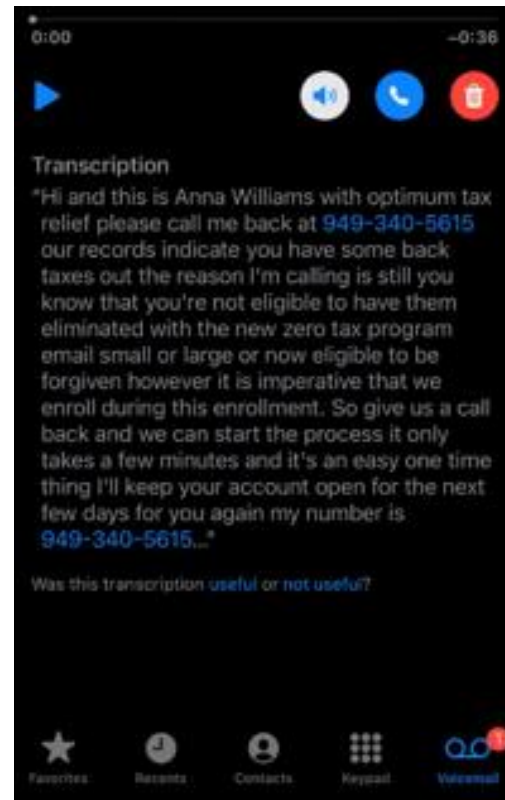 0:00 -0:36
Transcription
"Hi and this is Anna Williams with optimum tax
relief please call me back at 949-340-5615
our records indicate you have some back
taxes out the reason I'm calling is still you
know that you're not eligible to have them
eliminated with the new zero tax program
email small or large or now eligible to be
forgiven however it is imperative that we
enroll during this enrollment. So give us a call
back and we can start the process it only
takes a few minutes and it's an easy one time
thing I'll keep your account open for the next
few days for you again my number is
949-340-5615..."
Was this transcription useful or not useful?
1
Favorites Recents Contacts Keypad Voicemail